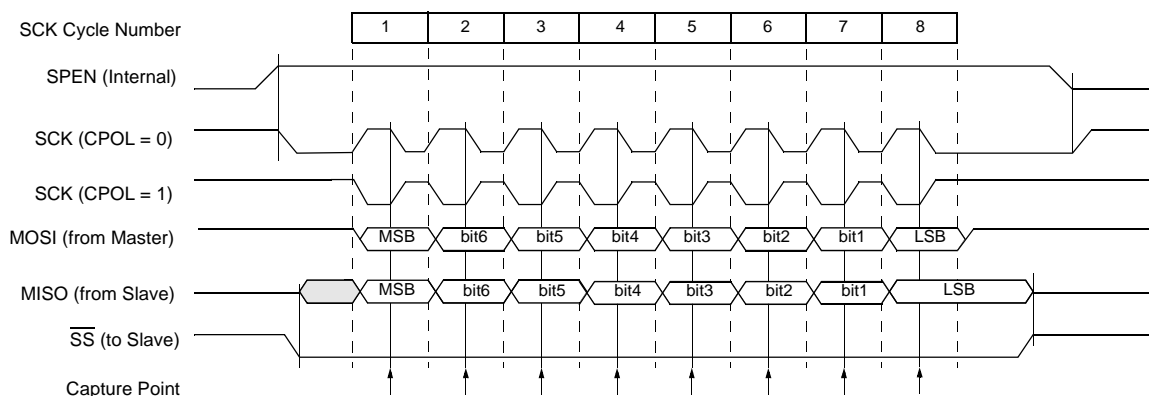 SCK Cycle Number 1 2 3 4 5 6 7 8
SPEN (Internal)
SCK (CPOL = 0)
SCK (CPOL = 1)
MOSI (from Master) MSB bit6 bit5 bit4 bit3 bit2 bit1 LSB
MISO (from Slave) MSB bit6 bit5 bit4 bit3 bit2 bit1 LSB
S̅S̅ (to Slave)
Capture Point